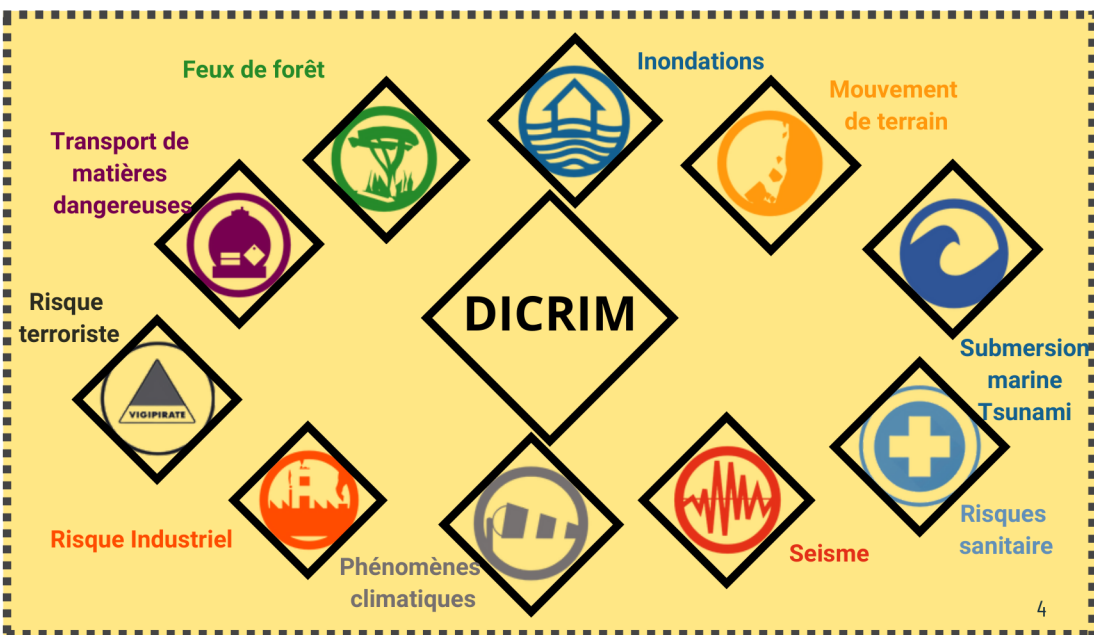 Feux de forêt
Inondations
Mouvement
de terrain
Transport de
matières
dangereuses
Risque
terroriste
VIGIPIRATE
DICRIM
Submersion
marine
Tsunami
Risques
sanitaire
Risque Industriel
Phénomènes
climatiques
Seisme
4